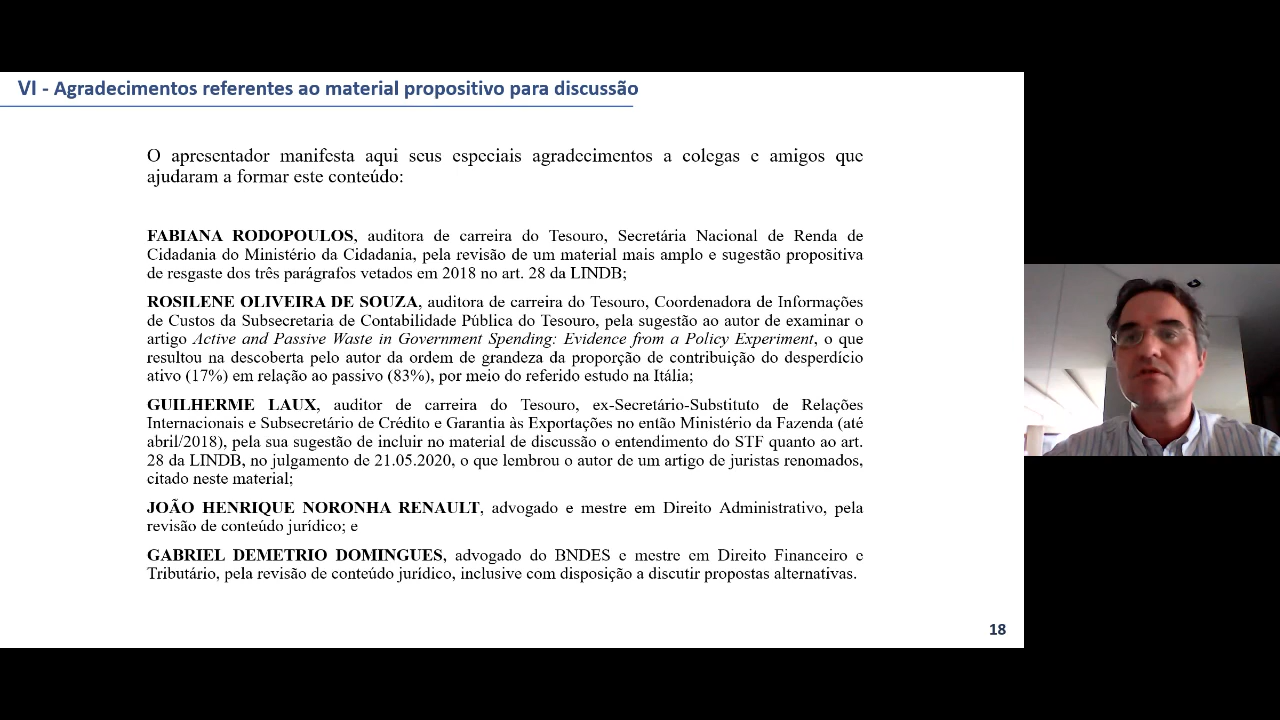 VI - Agradecimentos referentes ao material propositivo para discussão
O apresentador manifesta aqui seus especiais agradecimentos a colegas e amigos que
ajudaram a formar este conteúdo:
FABIANA RODOPOULOS, auditora de carreira do Tesouro, Secretária Nacional de Renda de
Cidadania do Ministério da Cidadania, pela revisão de um material mais amplo e sugestão propositiva
de resgaste dos três parágrafos vetados em 2018 no art. 28 da LINDB;
ROSILENE OLIVEIRA DE SOUZA, auditora de carreira do Tesouro, Coordenadora de Informações
de Custos da Subsecretaria de Contabilidade Pública do Tesouro, pela sugestão ao autor de examinar o
artigo Active and Passive Waste in Government Spending: Evidence from a Policy Experiment, o que
resultou na descoberta pelo autor da ordem de grandeza da proporção de contribuição do desperdício
ativo (17%) em relação ao passivo (83%), por meio do referido estudo na Itália;
GUILHERME LAUX, auditor de carreira do Tesouro, ex-Secretário-Substituto de Relações
Internacionais e Subsecretário de Crédito e Garantia às Exportações no então Ministério da Fazenda (até
abril/2018), pela sua sugestão de incluir no material de discussão o entendimento do STF quanto ao art.
28 da LINDB, no julgamento de 21.05.2020, o que lembrou o autor de um artigo de juristas renomados,
citado neste material;
JOÃO HENRIQUE NORONHA RENAULT, advogado e mestre em Direito Administrativo, pela
revisão de conteúdo jurídico; e
GABRIEL DEMETRIO DOMINGUES, advogado do BNDES e mestre em Direito Financeiro e
Tributário, pela revisão de conteúdo jurídico, inclusive com disposição a discutir propostas alternativas.
18